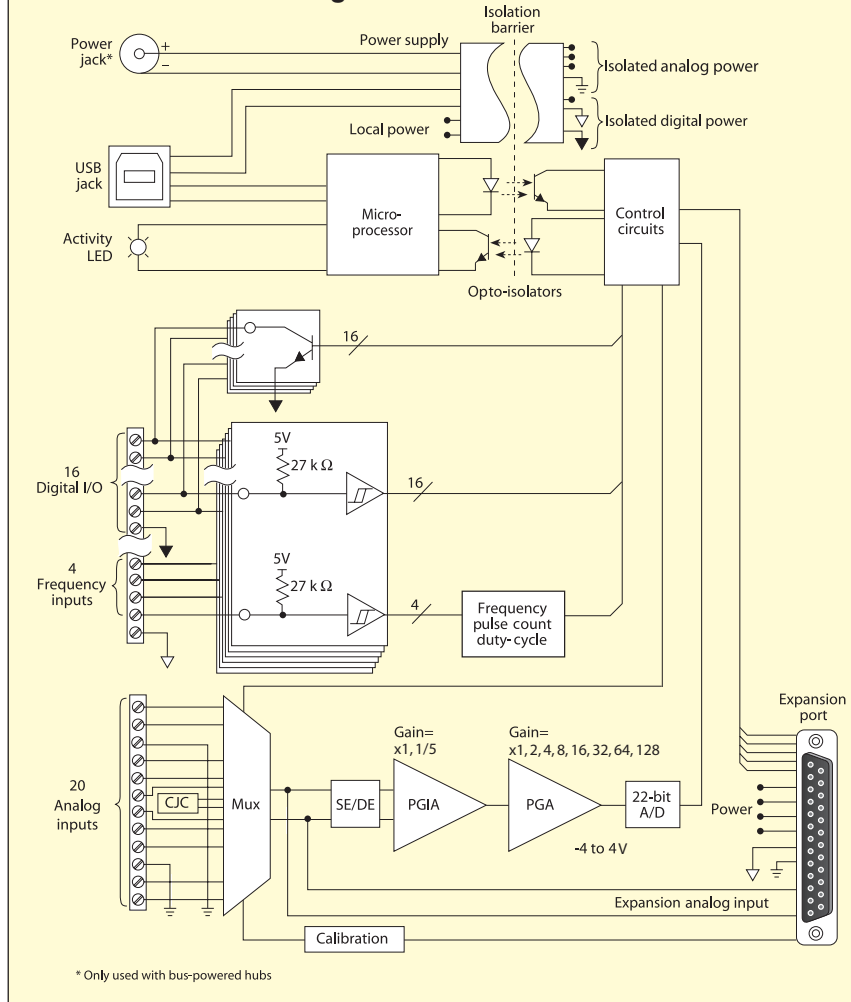 Isolation
barrier
Power
jack*
+
–
Power supply
Isolated analog power
Isolated digital power
Local power
USB
jack
Micro-
processor
Control
circuits
Activity
LED
Opto-isolators
16
5V
27 k Ω
16
16
Digital I/O
5V
27 k Ω
4
4
Frequency
inputs
Frequency
pulse count
duty-cycle
Expansion
port
20
Analog
inputs
CJC
Mux
SE/DE
Gain=
x1, 1/5
PGIA
Gain=
x1, 2, 4, 8, 16, 32, 64, 128
PGA
22-bit
A/D
-4 to 4 V
Power
Expansion analog input
Calibration
* Only used with bus-powered hubs